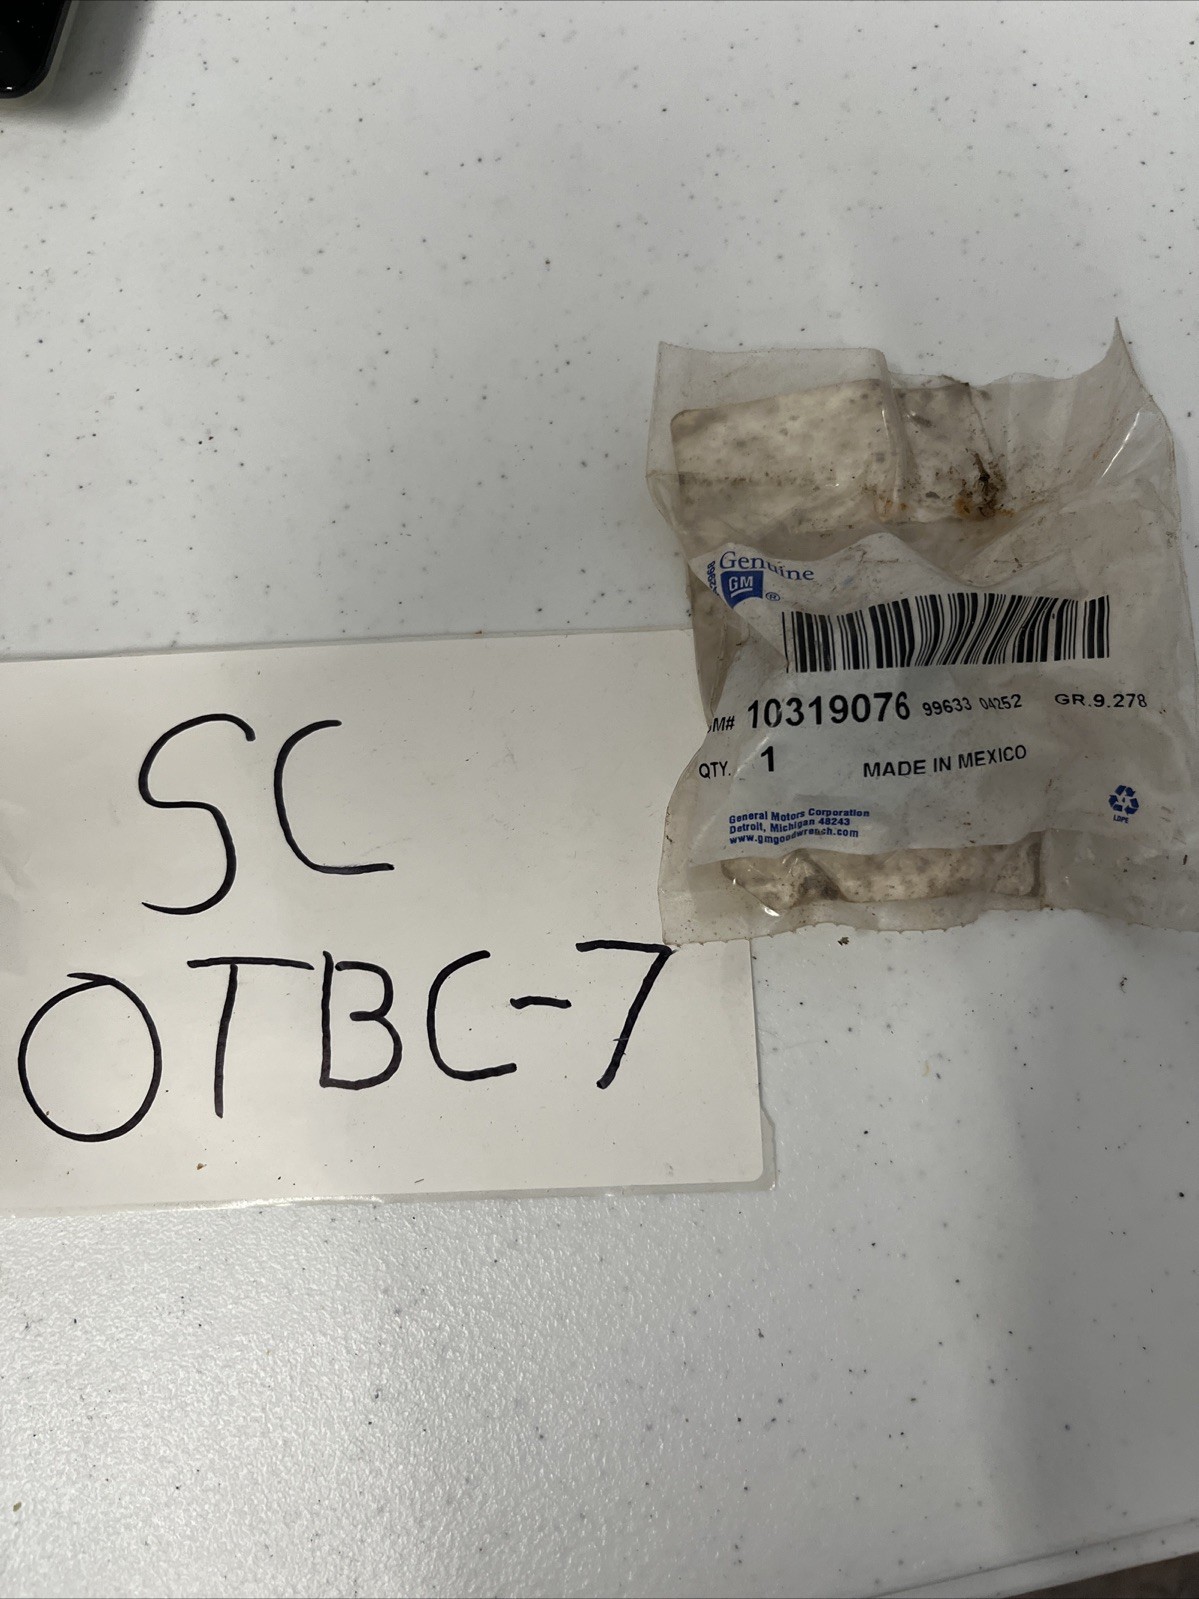 SC
OTBC-7
Genuine
GM ®
M# 10319076 99633 04252 GR.9.278
QTY. 1 MADE IN MEXICO
General Motors Corporation
Detroit, Michigan 48243
www.gmgoodwrench.com
LDPE